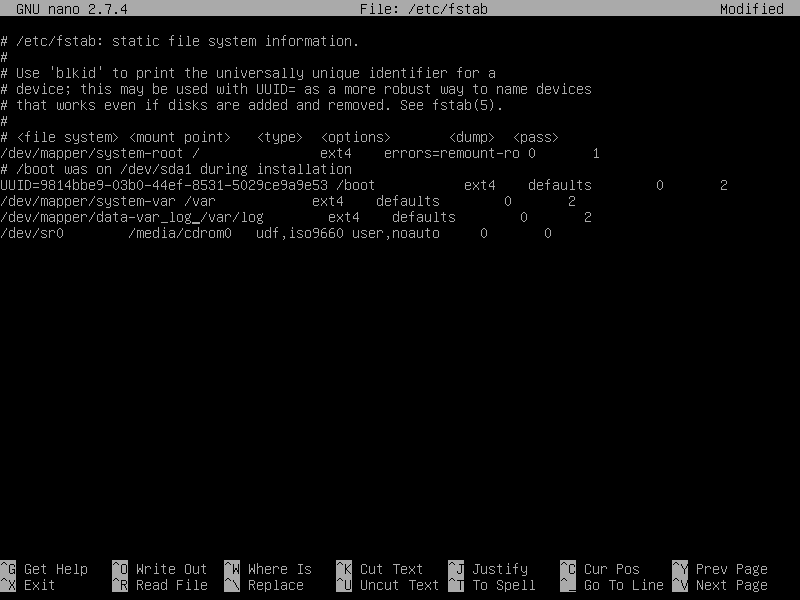 GNU nano 2.7.4 File: /etc/fstab Modified
# /etc/fstab: static file system information.
#
# Use 'blkid' to print the universally unique identifier for a
# device; this may be used with UUID= as a more robust way to name devices
# that works even if disks are added and removed. See fstab(5).
#
# <file system> <mount point>   <type>  <options>       <dump>  <pass>
/dev/mapper/system-root /               ext4    errors=remount-ro 0       1
# /boot was on /dev/sda1 during installation
UUID=9814bbe9-03b0-44ef-8531-5029ce9a9e53 /boot           ext4    defaults        0       2
/dev/mapper/system-var /var            ext4    defaults        0       2
/dev/mapper/data-var_log_/var/log        ext4    defaults        0       2
/dev/sr0        /media/cdrom0   udf,iso9660 user,noauto     0       0
^G Get Help ^O Write Out ^W Where Is ^K Cut Text ^J Justify ^C Cur Pos ^Y Prev Page
^X Exit ^R Read File ^\ Replace ^U Uncut Text ^T To Spell ^_ Go To Line ^V Next Page